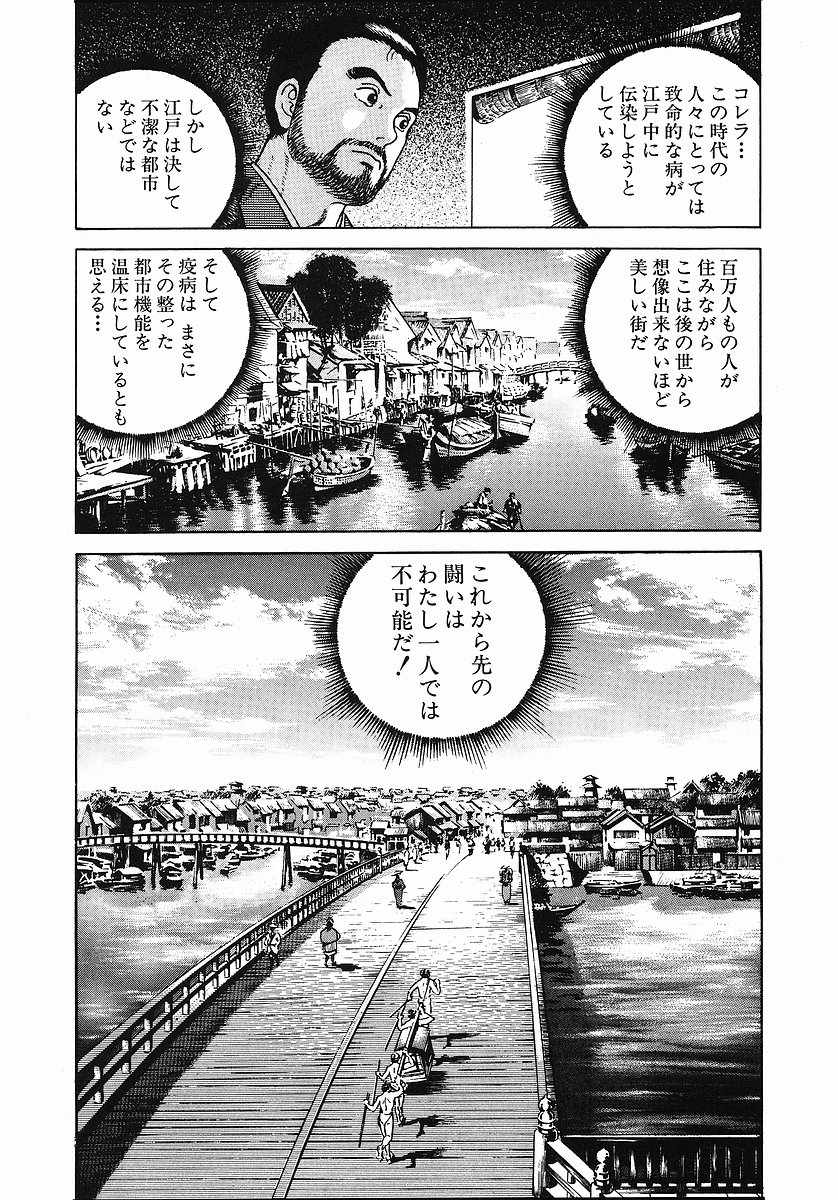 コレラ…
この時代の
人々にとっては
致命的な病が
江戸中に
伝染しようと
している
しかし
江戸は決して
不潔な都市
などでは
ない
百万人もの人が
住みながら
ここは後の世から
想像出来ないほど
美しい街だ
そして
疫病は まさに
その整った
都市機能を
温床にしているとも
思える…
これから先の
闘いは
わたし一人では
不可能だ!